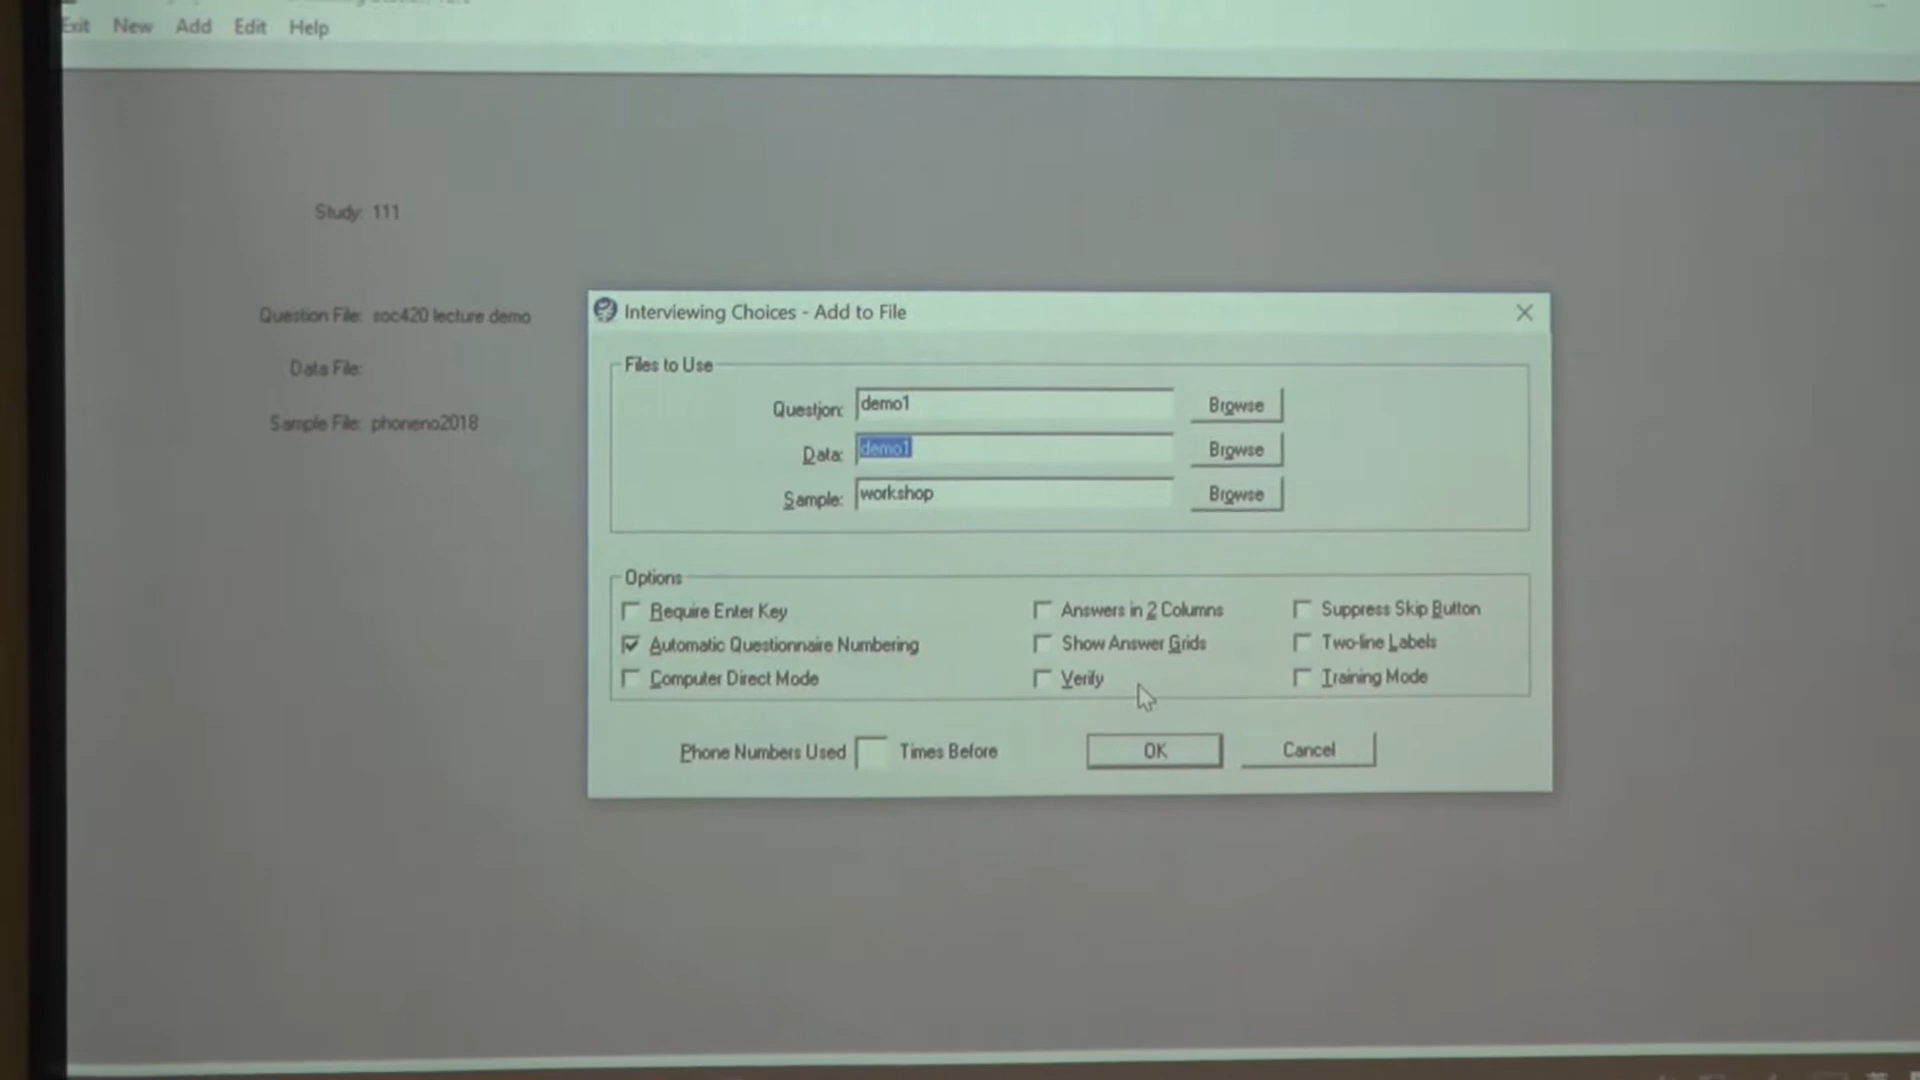 Exit New Add Edit Help
Study: 111
Question File: soc420 lecture demo
Data File:
Sample File: phoneno2018
Interviewing Choices - Add to File
Files to Use
Question: demo1 Browse
Data: demo1 Browse
Sample: workshop Browse
Options
Require Enter Key Answers in 2 Columns Suppress Skip Button
Automatic Questionnaire Numbering Show Answer Grids Two-line Labels
Computer Direct Mode Verify Training Mode
Phone Numbers Used Times Before OK Cancel